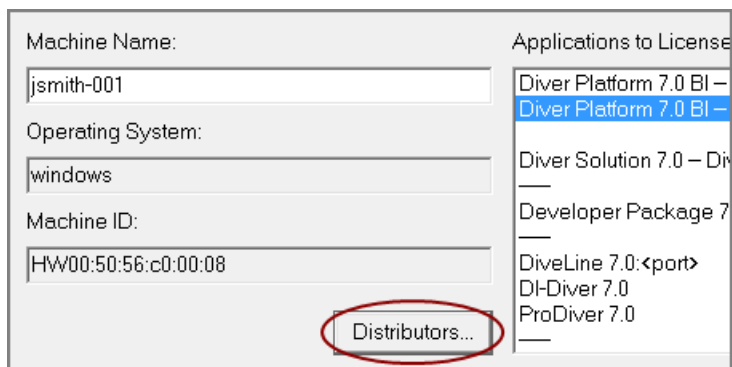 Machine Name:
jsmith-001
Operating System:
windows
Machine ID:
HW00:50:56:c0:00:08
Distributors...
Applications to License
Diver Platform 7.0 BI –
Diver Platform 7.0 BI –
Diver Solution 7.0 – Div
——
Developer Package 7
——
DiveLine 7.0:<port>
DI-Diver 7.0
ProDiver 7.0
——